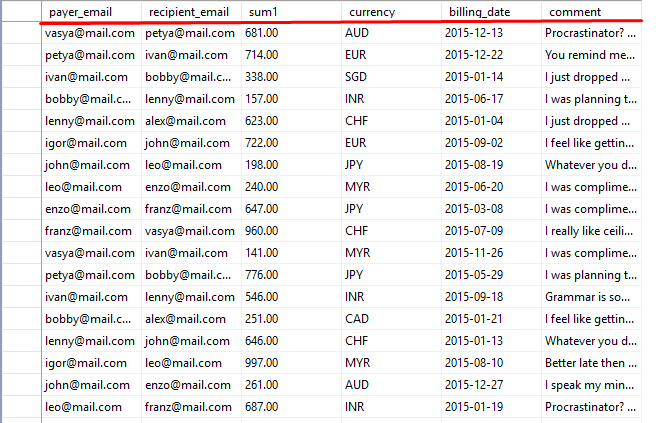 payer_email recipient_email sum1 currency billing_date comment
vasya@mail.com petya@mail.com 681.00 AUD 2015-12-13 Procrastinator? ...
petya@mail.com ivan@mail.com 714.00 EUR 2015-12-22 You remind me...
ivan@mail.com bobby@mail.c... 338.00 SGD 2015-01-14 I just dropped ...
bobby@mail.c... lenny@mail.com 157.00 INR 2015-06-17 I was planning t...
lenny@mail.com alex@mail.com 623.00 CHF 2015-01-04 I just dropped ...
igor@mail.com john@mail.com 722.00 EUR 2015-09-02 I feel like gettin...
john@mail.com leo@mail.com 198.00 JPY 2015-08-19 Whatever you d...
leo@mail.com enzo@mail.com 240.00 MYR 2015-06-20 I was complime...
enzo@mail.com franz@mail.com 647.00 JPY 2015-03-08 I was complime...
franz@mail.com vasya@mail.com 960.00 CHF 2015-07-09 I really like ceili...
vasya@mail.com ivan@mail.com 141.00 MYR 2015-11-26 I was complime...
petya@mail.com bobby@mail.c... 776.00 JPY 2015-05-29 I was planning t...
ivan@mail.com lenny@mail.com 546.00 INR 2015-09-18 Grammar is so...
bobby@mail.c... alex@mail.com 251.00 CAD 2015-01-21 I feel like gettin...
lenny@mail.com john@mail.com 646.00 CHF 2015-01-13 I was complime...
igor@mail.com leo@mail.com 997.00 MYR 2015-08-10 Better late then ...
john@mail.com enzo@mail.com 261.00 AUD 2015-12-27 I speak my min...
leo@mail.com franz@mail.com 687.00 INR 2015-01-19 Procrastinator? ...